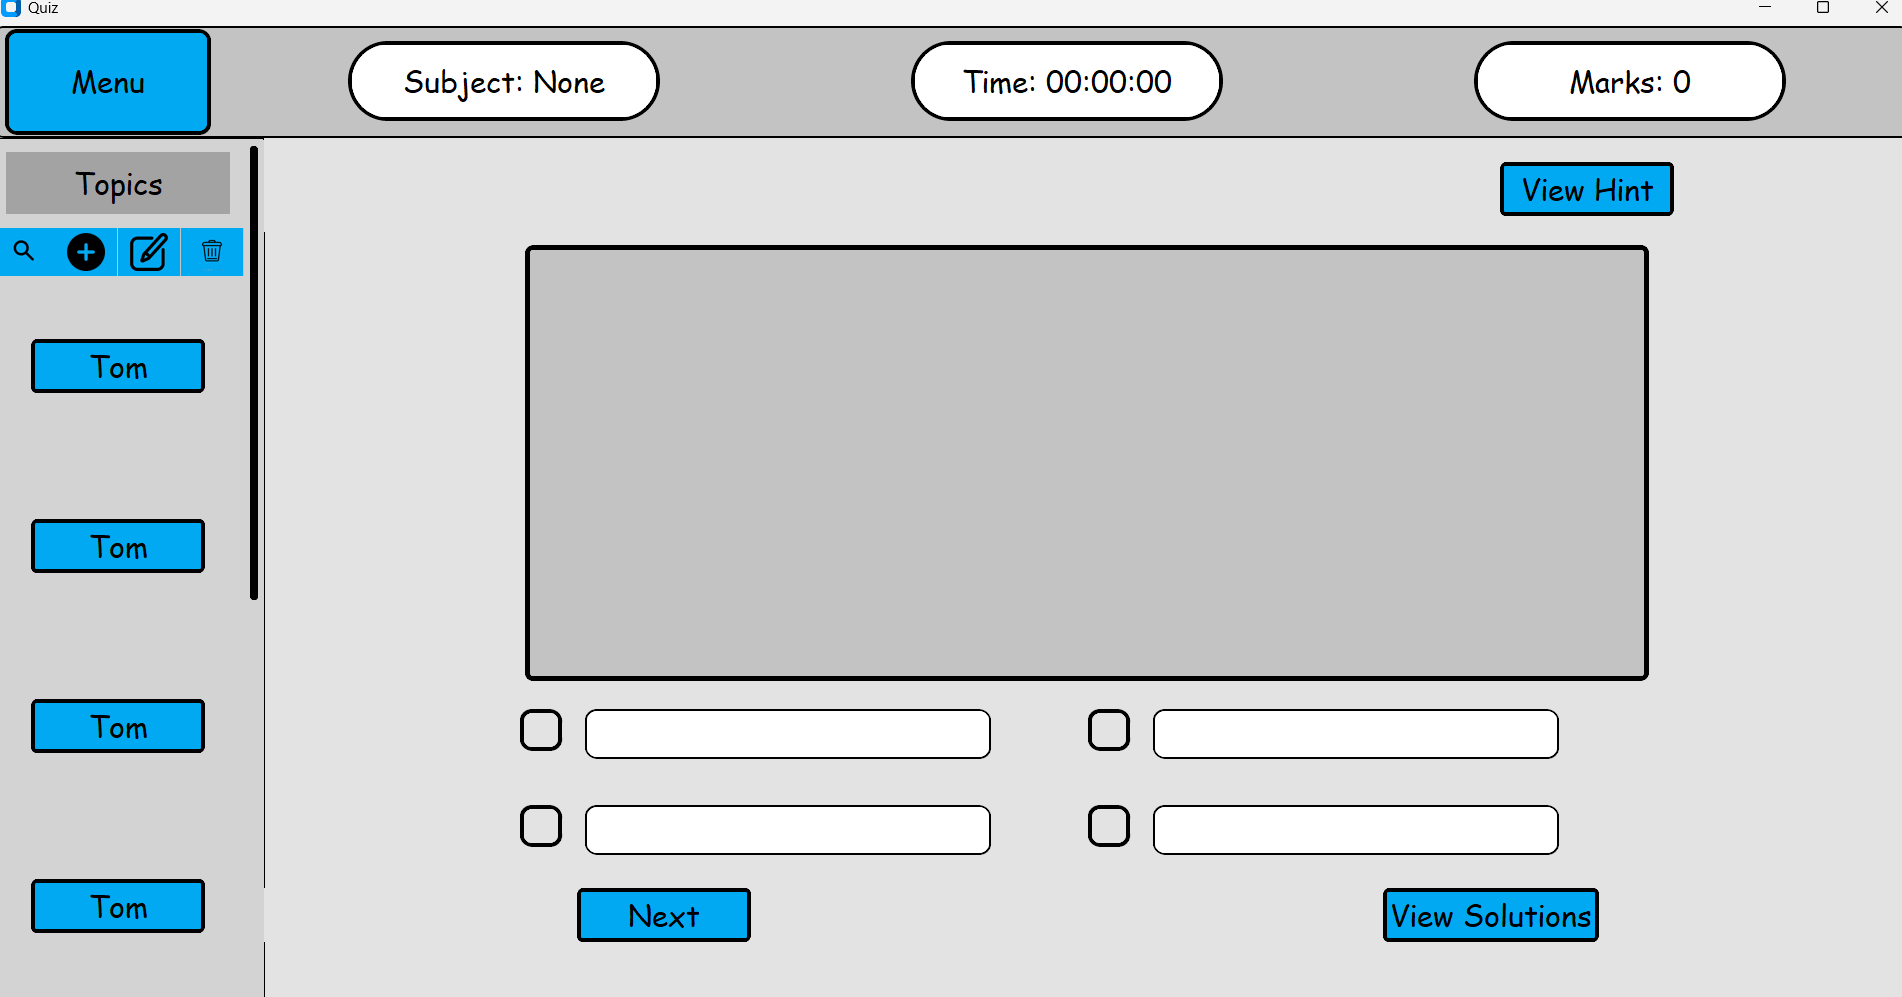 Quiz
Menu
Subject: None
Time: 00:00:00
Marks: 0
Topics
View Hint
Tom
Tom
Tom
Tom
Next
View Solutions